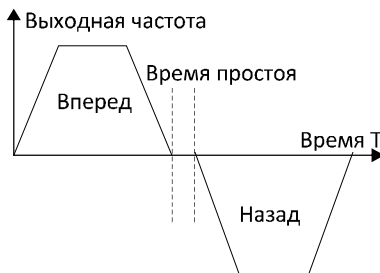 Выходная частота
Время простоя
Вперед
Время T
Назад